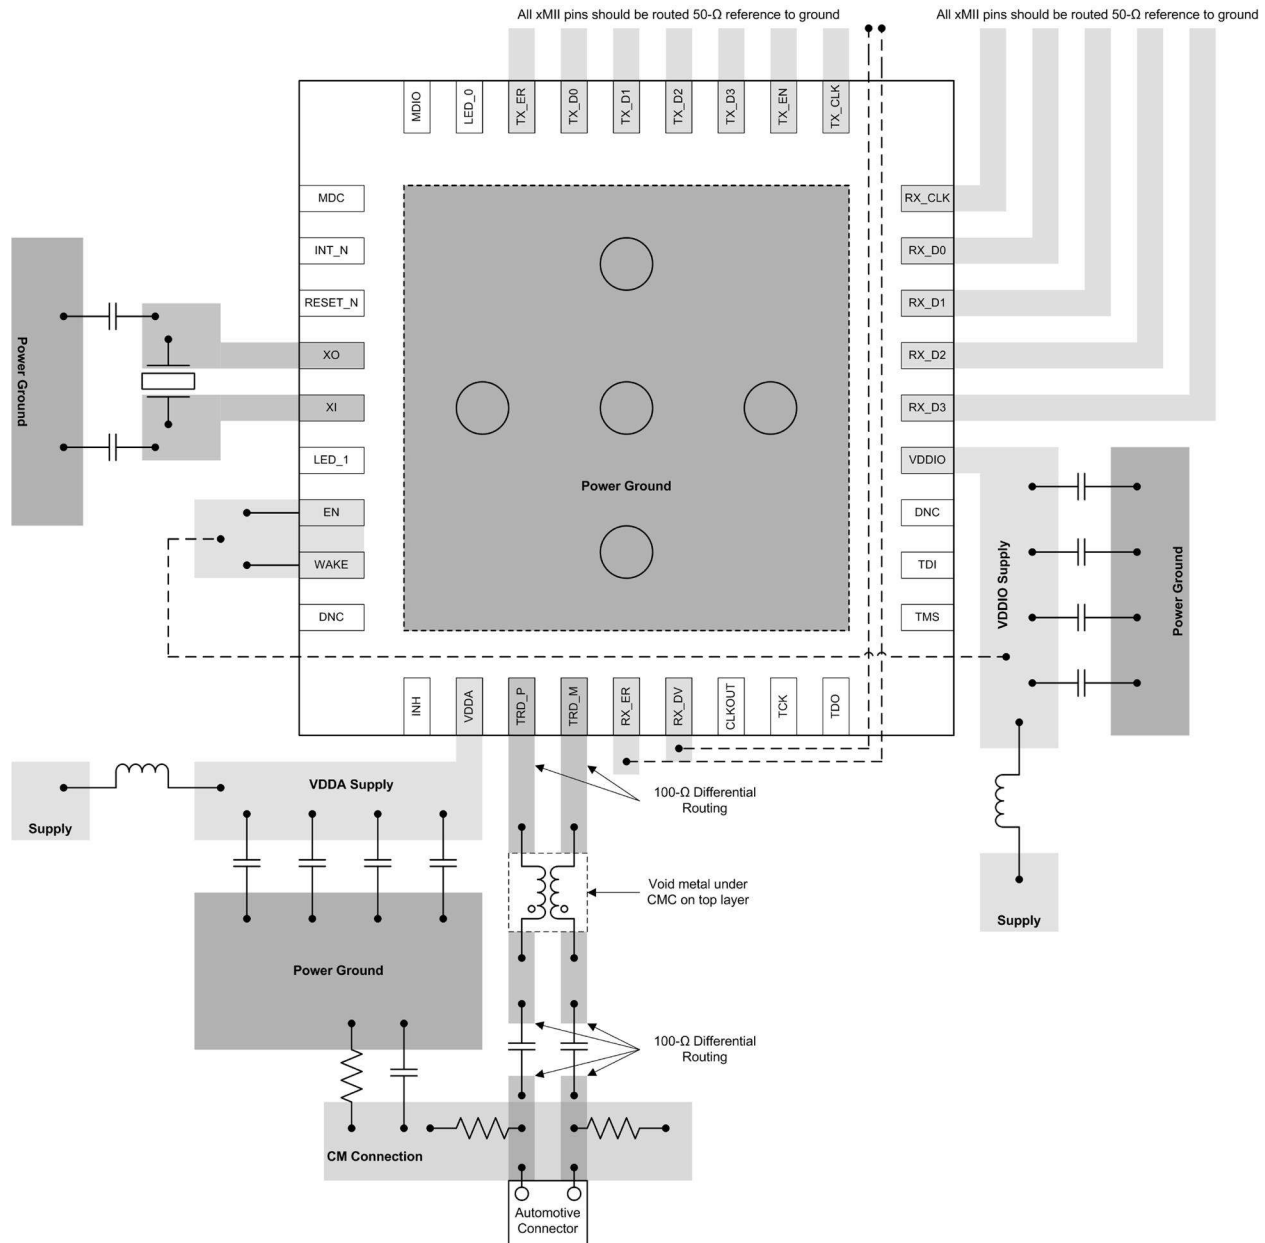 All xMII pins should be routed 50-Ω reference to ground
All xMII pins should be routed 50-Ω reference to ground
MDIO
LED_0
TX_ER
TX_D0
TX_D1
TX_D2
TX_D3
TX_EN
TX_CLK
MDC
INT_N
RESET_N
XO
XI
LED_1
EN
WAKE
DNC
Power Ground
Power Ground
RX_CLK
RX_D0
RX_D1
RX_D2
RX_D3
VDDIO
DNC
TDI
TMS
VDDIO Supply
Power Ground
INH
VDDA
TRD_P
TRD_M
RX_ER
RX_DV
CLKOUT
TCK
TDO
VDDA Supply
Supply
100-Ω Differential
Routing
Void metal under
CMC on top layer
Supply
Power Ground
100-Ω Differential
Routing
CM Connection
Automotive
Connector